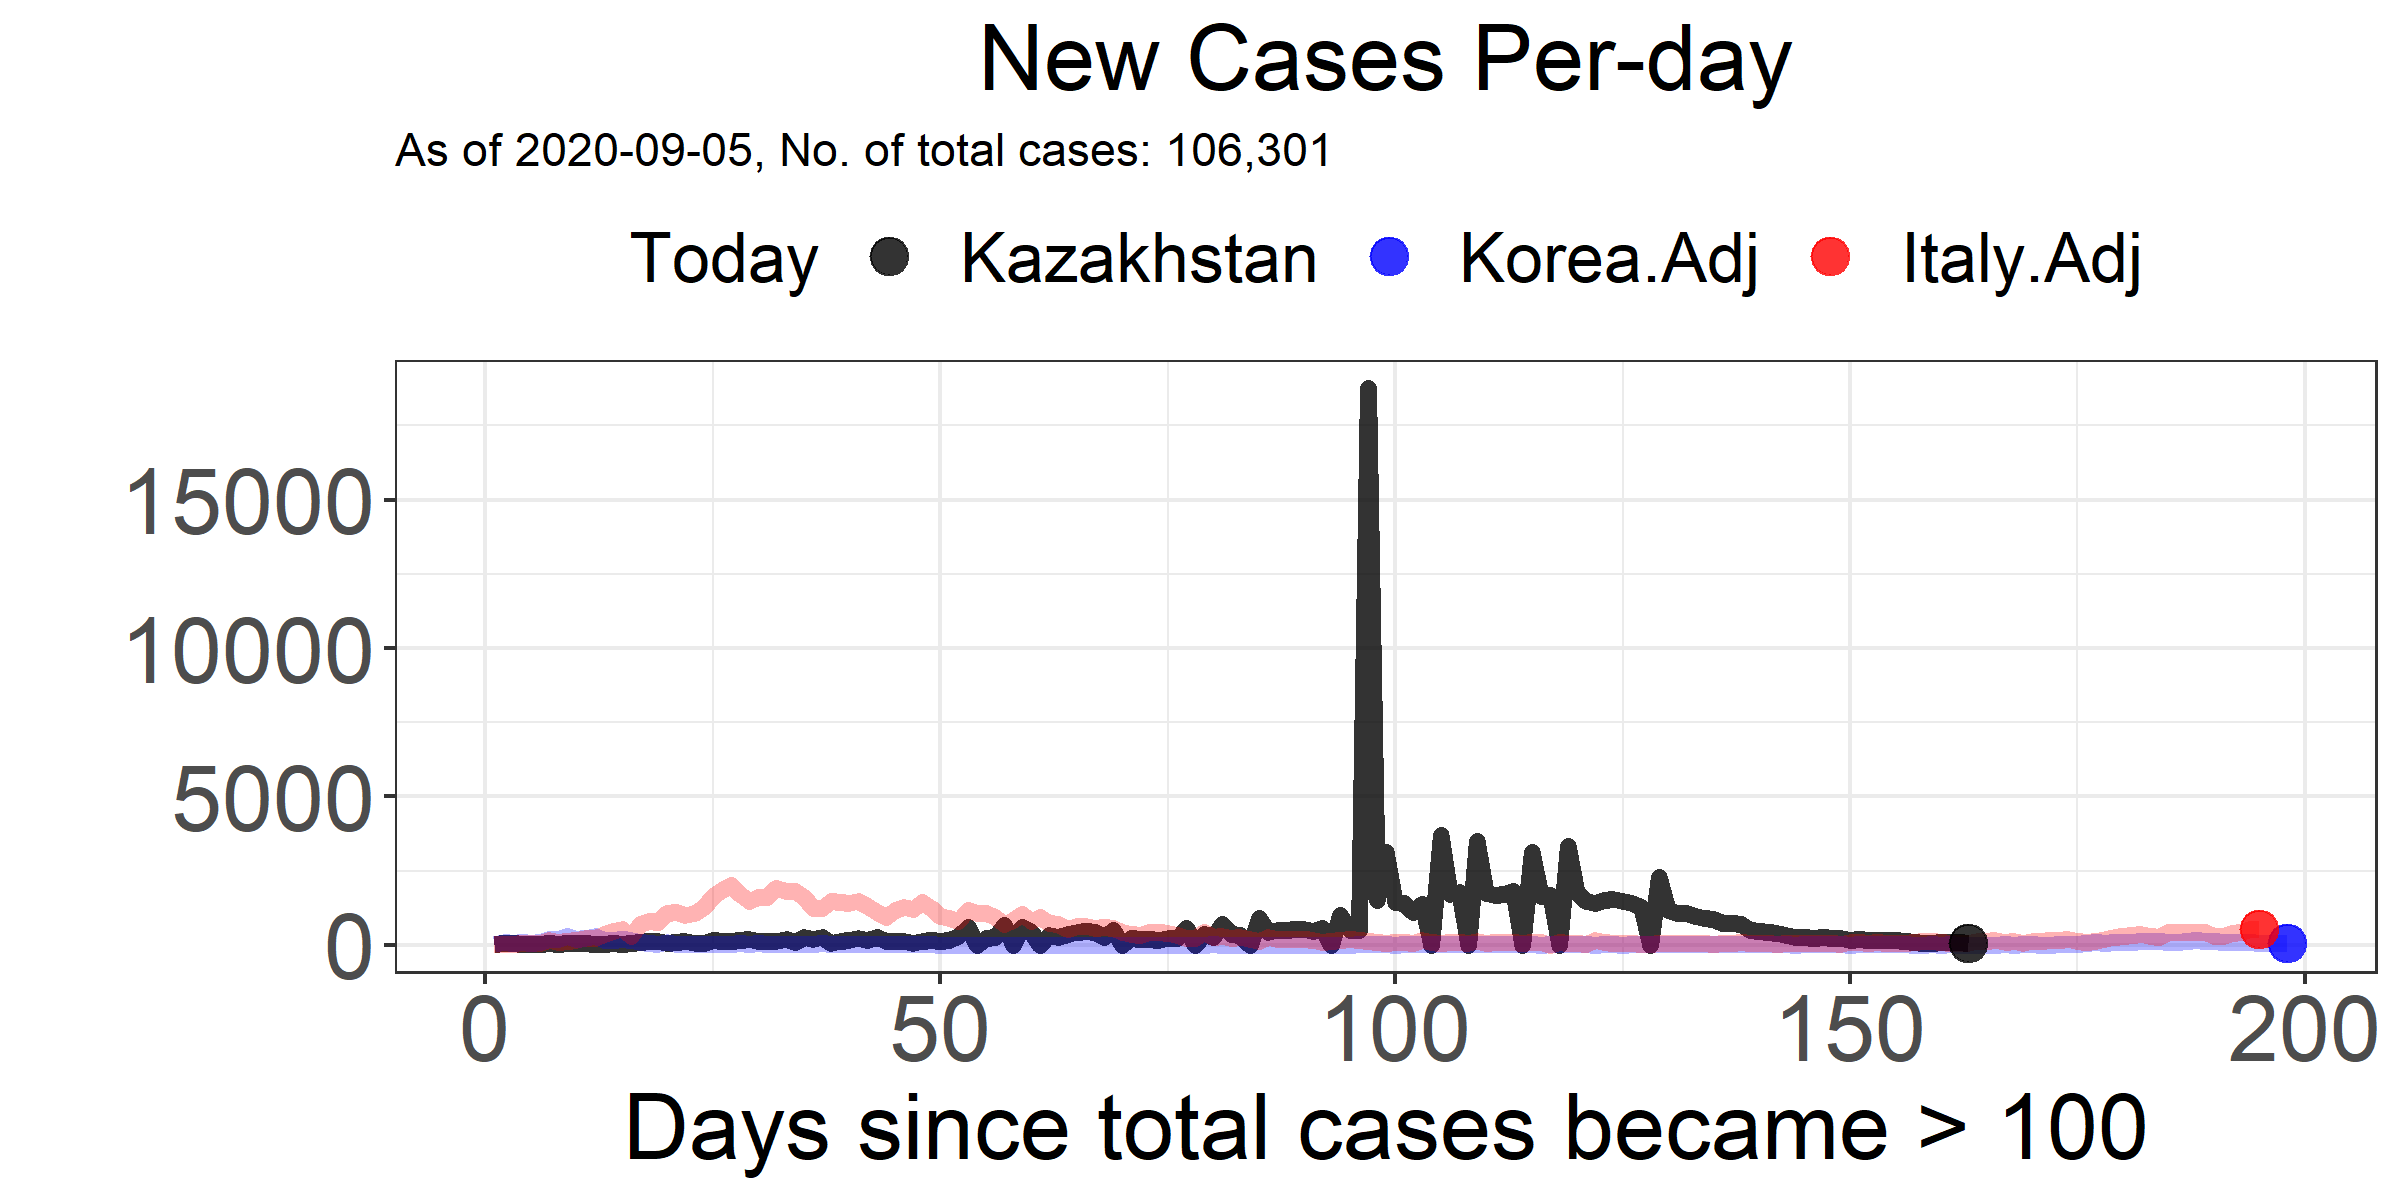 New Cases Per-day
As of 2020-09-05, No. of total cases: 106,301
Today Kazakhstan Korea.Adj Italy.Adj
15000
10000
5000
0
0 50 100 150 200
Days since total cases became > 100